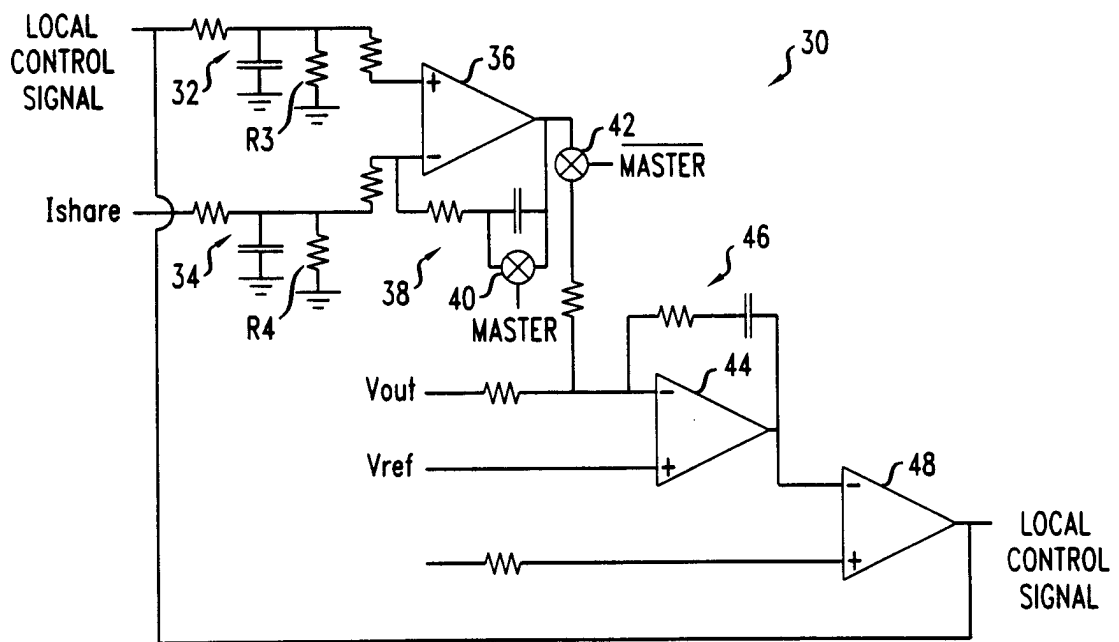 LOCAL
CONTROL
SIGNAL
32
R3
36
30
42
MASTER
Ishare
34
R4
38
40
MASTER
46
Vout
44
Vref
48
LOCAL
CONTROL
SIGNAL